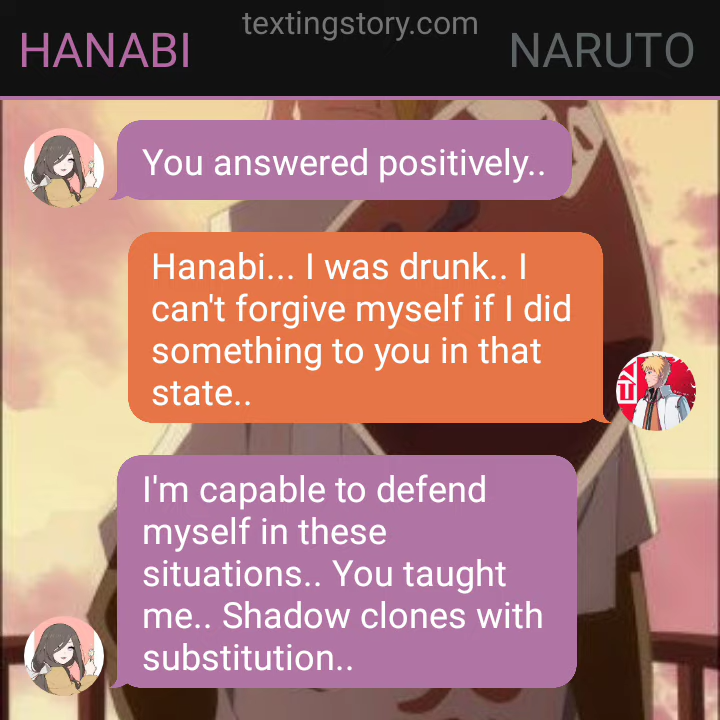 textingstory.com
HANABI
NARUTO
You answered positively..
Hanabi... I was drunk.. I
can't forgive myself if I did
something to you in that
state..
I'm capable to defend
myself in these
situations.. You taught
me.. Shadow clones with
substitution..